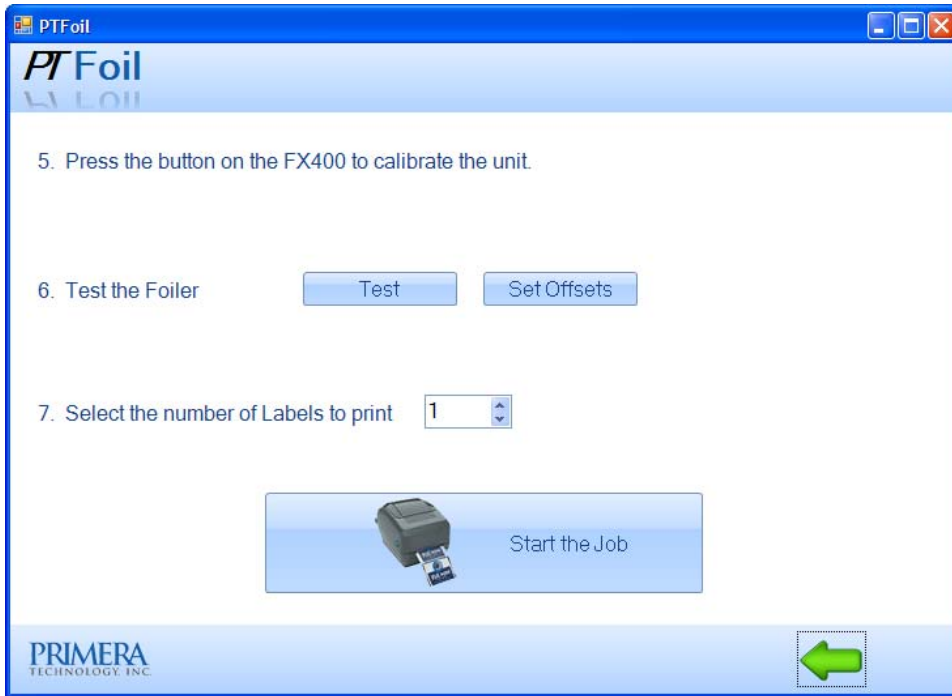 PTFoil
PT Foil
5. Press the button on the FX400 to calibrate the unit.
6. Test the Foiler
Test
Set Offsets
7. Select the number of Labels to print
1
Start the Job
PRIMERA
TECHNOLOGY, INC